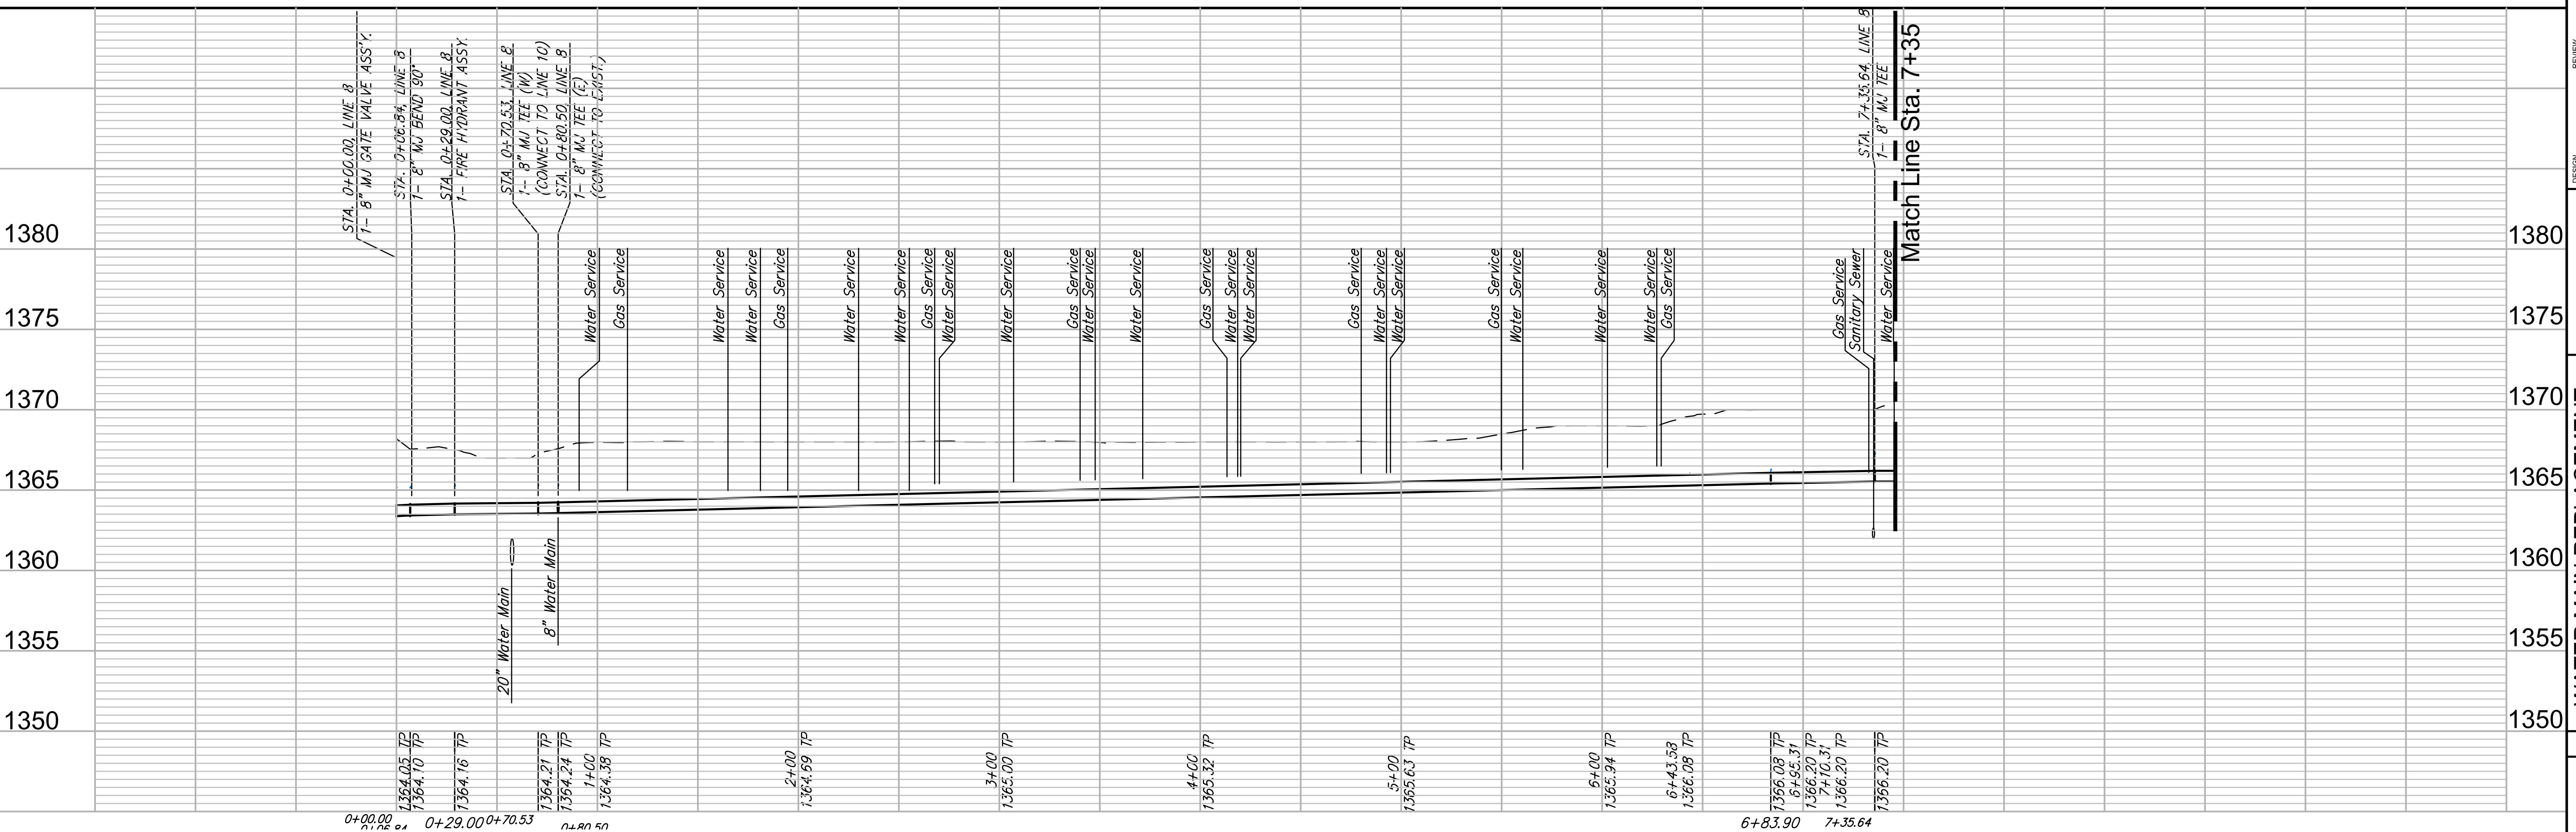 STA. 0+00.00, LINE 8
1- 8" MJ GATE VALVE ASS'Y.
STA. 0+06.84, LINE 8
1- 8" MJ BEND 90°
STA. 0+29.00, LINE 8
1- FIRE HYDRANT ASSY.
STA. 0+70.53, LINE 8
1- 8" MJ TEE (W)
(CONNECT TO LINE 10)
STA. 0+80.50, LINE 8
1- 8" MJ TEE (E)
(CONNECT TO EXIST.)
STA. 7+35.64, LINE 8
1- 8" MJ TEE
Match Line Sta. 7+35
REVIEW
DESIGN
1380
1380
Water Service
Gas Service
Water Service
Water Service
Gas Service
Water Service
Water Service
Gas Service
Water Service
Water Service
Gas Service
Water Service
Water Service
Gas Service
Water Service
Water Service
Gas Service
Water Service
Water Service
Gas Service
Water Service
Water Service
Water Service
Gas Service
Gas Service
Sanitary Sewer
Water Service
1375
1375
1370
1370
1365
1365
1360
1360
20" Water Main
8" Water Main
1355
1355
1350
1350
1364.05 TP
1364.10 TP
1364.16 TP
1364.21 TP
1364.24 TP
1+00
1364.38 TP
2+00
1364.69 TP
3+00
1365.00 TP
4+00
1365.32 TP
5+00
1365.63 TP
6+00
1365.94 TP
6+43.58
1366.08 TP
1366.08 TP
6+95.31
1366.20 TP
7+10.31
1366.20 TP
1366.20 TP
0+00.00
0+06.84
0+29.00
0+70.53
0+80.50
6+83.90
7+35.64